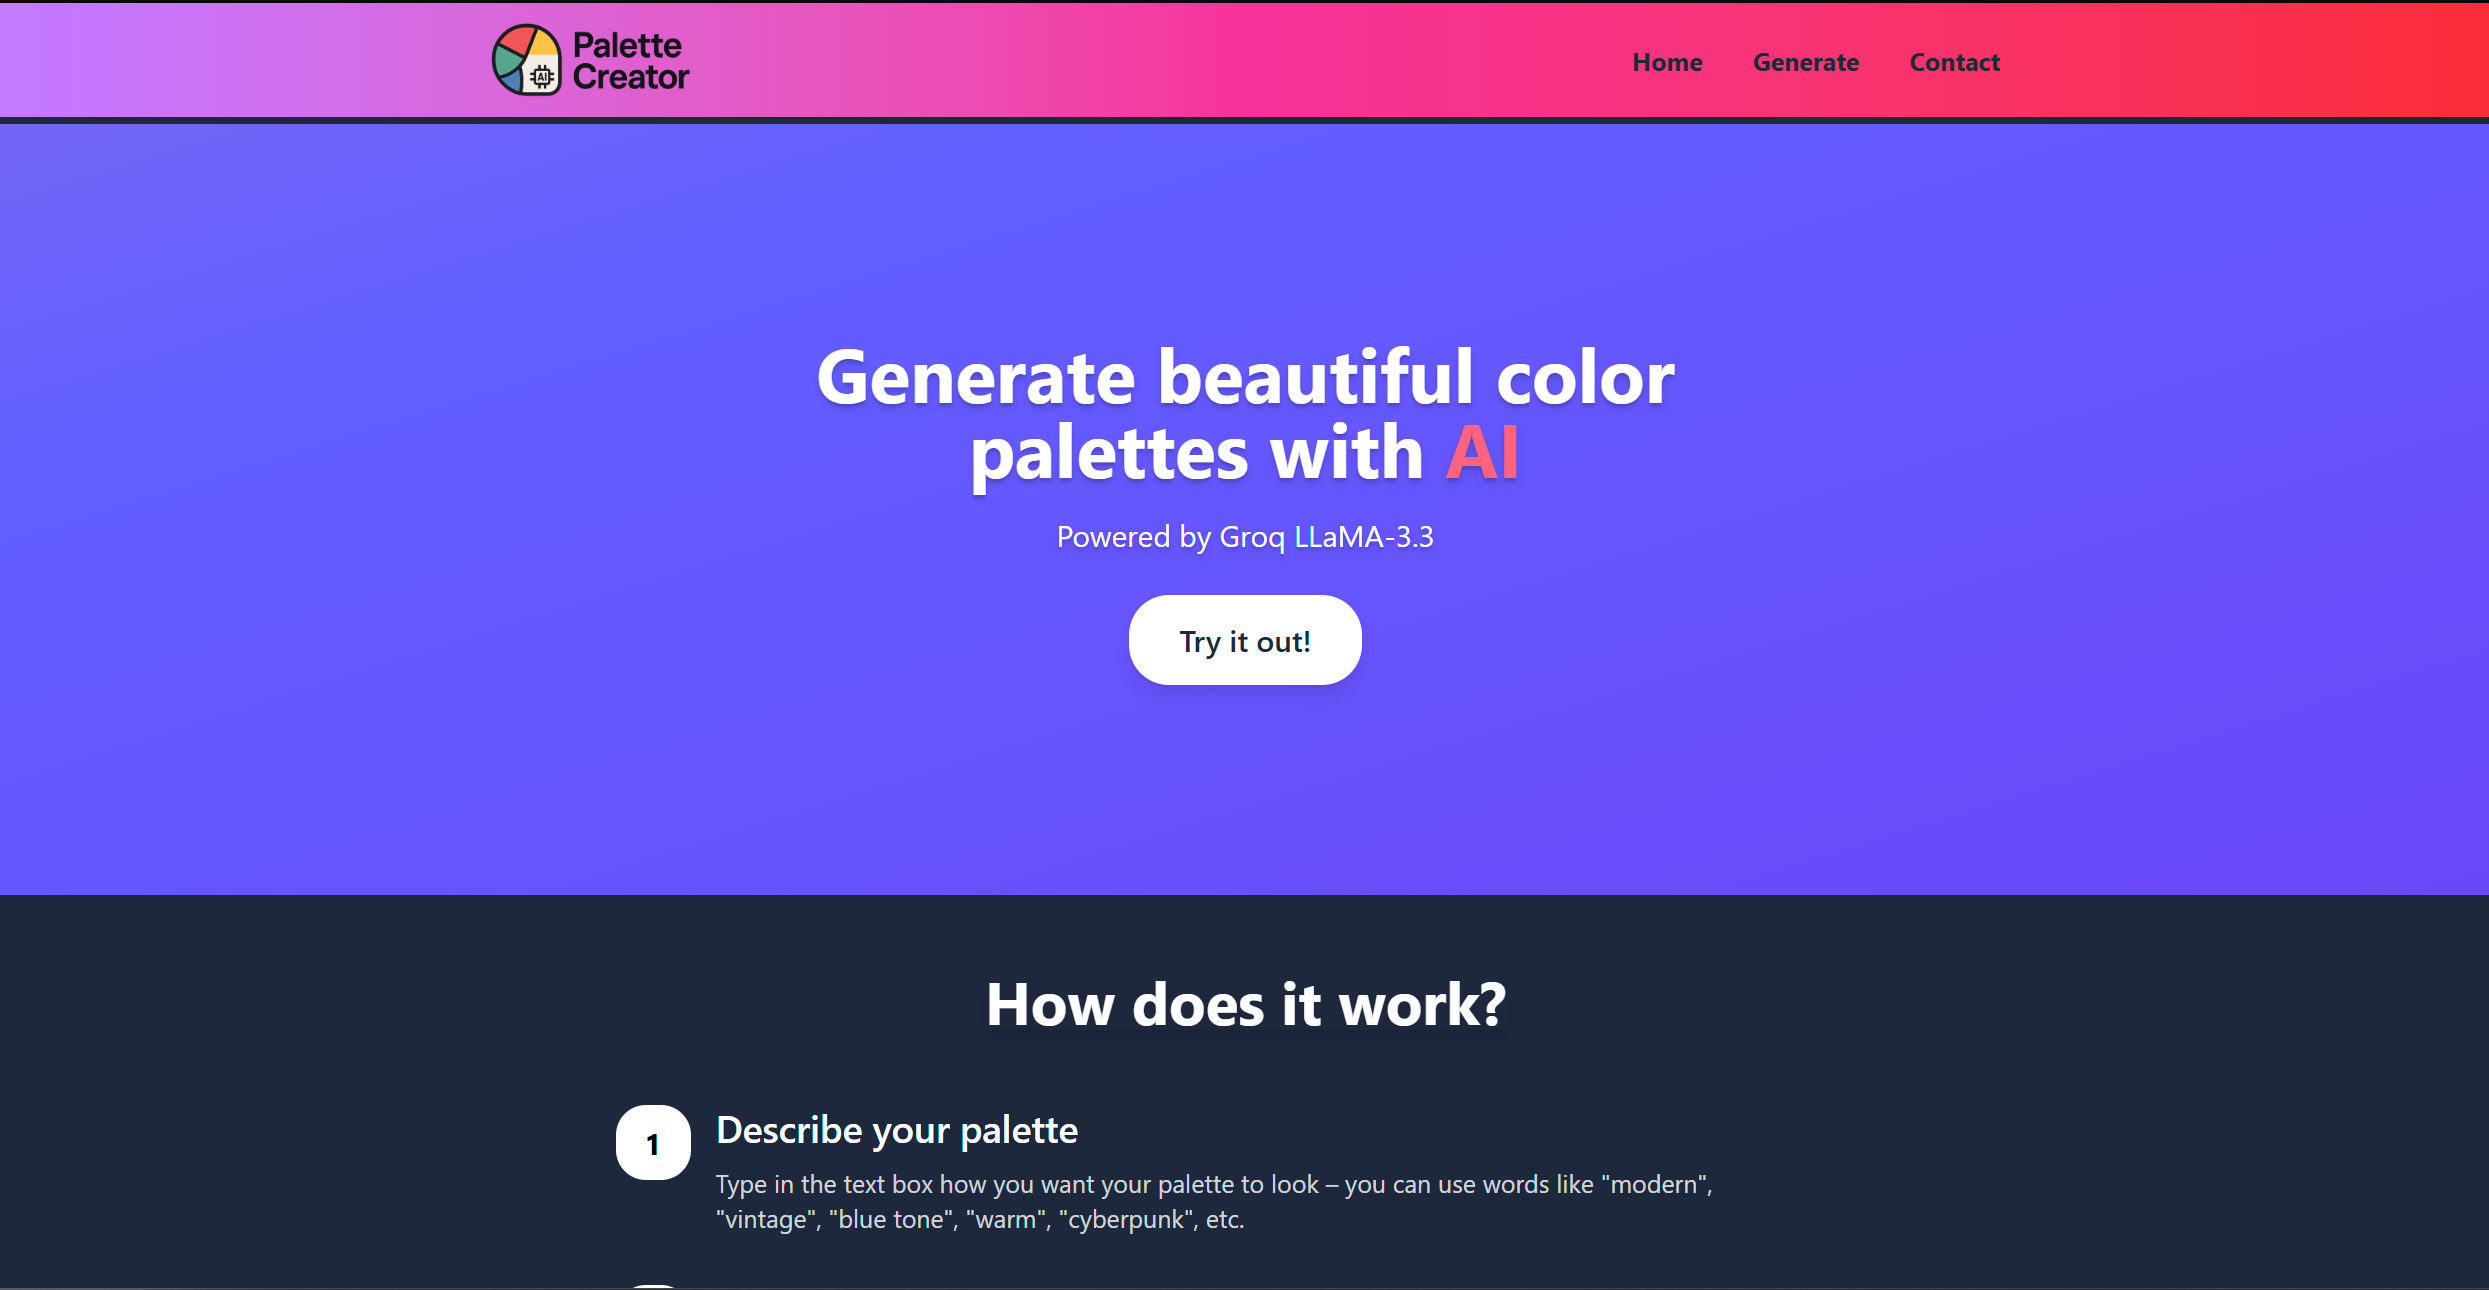 Palette
Creator
AI
Home Generate Contact
Generate beautiful color
palettes with AI
Powered by Groq LLaMA-3.3
Try it out!
How does it work?
1
Describe your palette
Type in the text box how you want your palette to look – you can use words like "modern",
"vintage", "blue tone", "warm", "cyberpunk", etc.